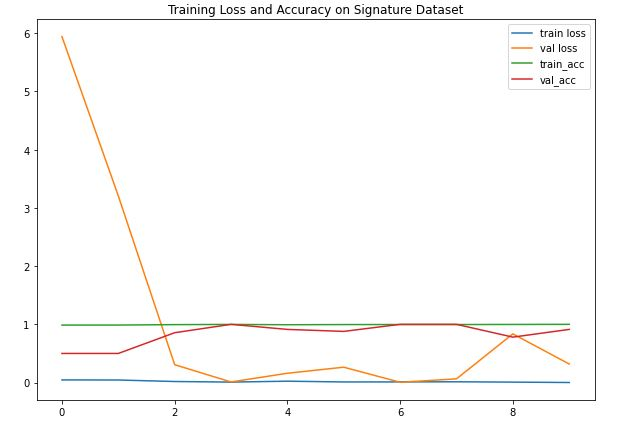 Training Loss and Accuracy on Signature Dataset
train loss
val loss
train_acc
val_acc
6
5
4
3
2
1
0
0 2 4 6 8